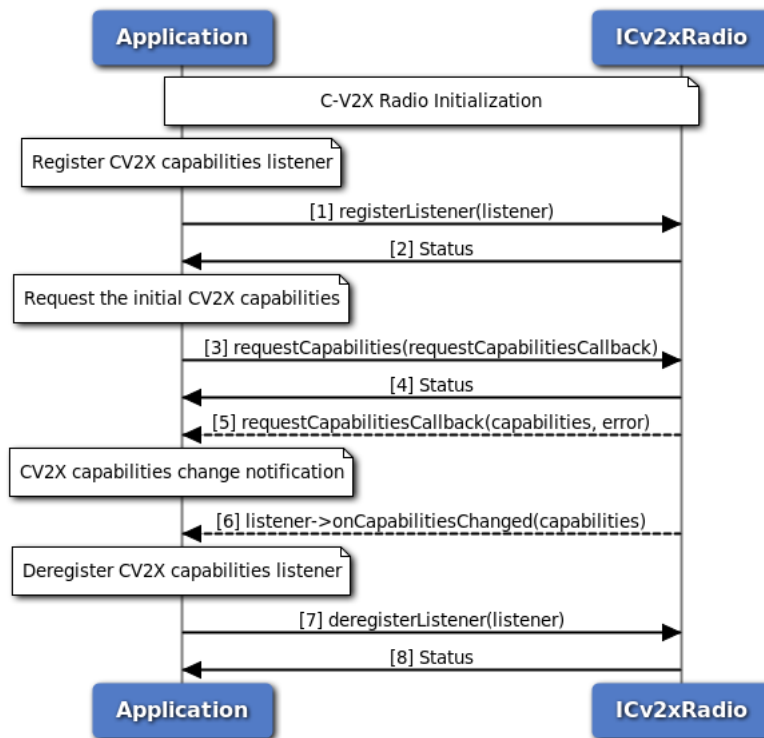 Application
ICv2xRadio
C-V2X Radio Initialization
Register CV2X capabilities listener
[1] registerListener(listener)
[2] Status
Request the initial CV2X capabilities
[3] requestCapabilities(requestCapabilitiesCallback)
[4] Status
[5] requestCapabilitiesCallback(capabilities, error)
CV2X capabilities change notification
[6] listener->onCapabilitiesChanged(capabilities)
Deregister CV2X capabilities listener
[7] deregisterListener(listener)
[8] Status
Application
ICv2xRadio